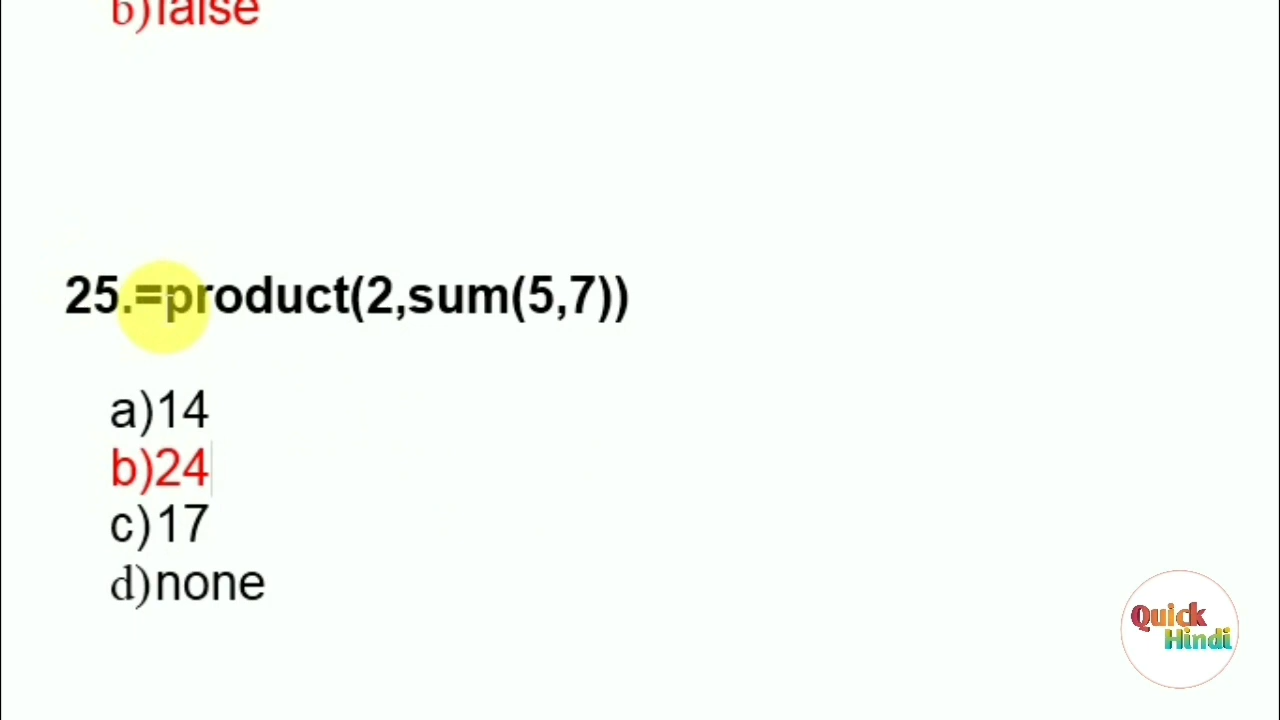 b)false
25.=product(2,sum(5,7))
a)14
b)24
c)17
d)none
Quick
Hindi